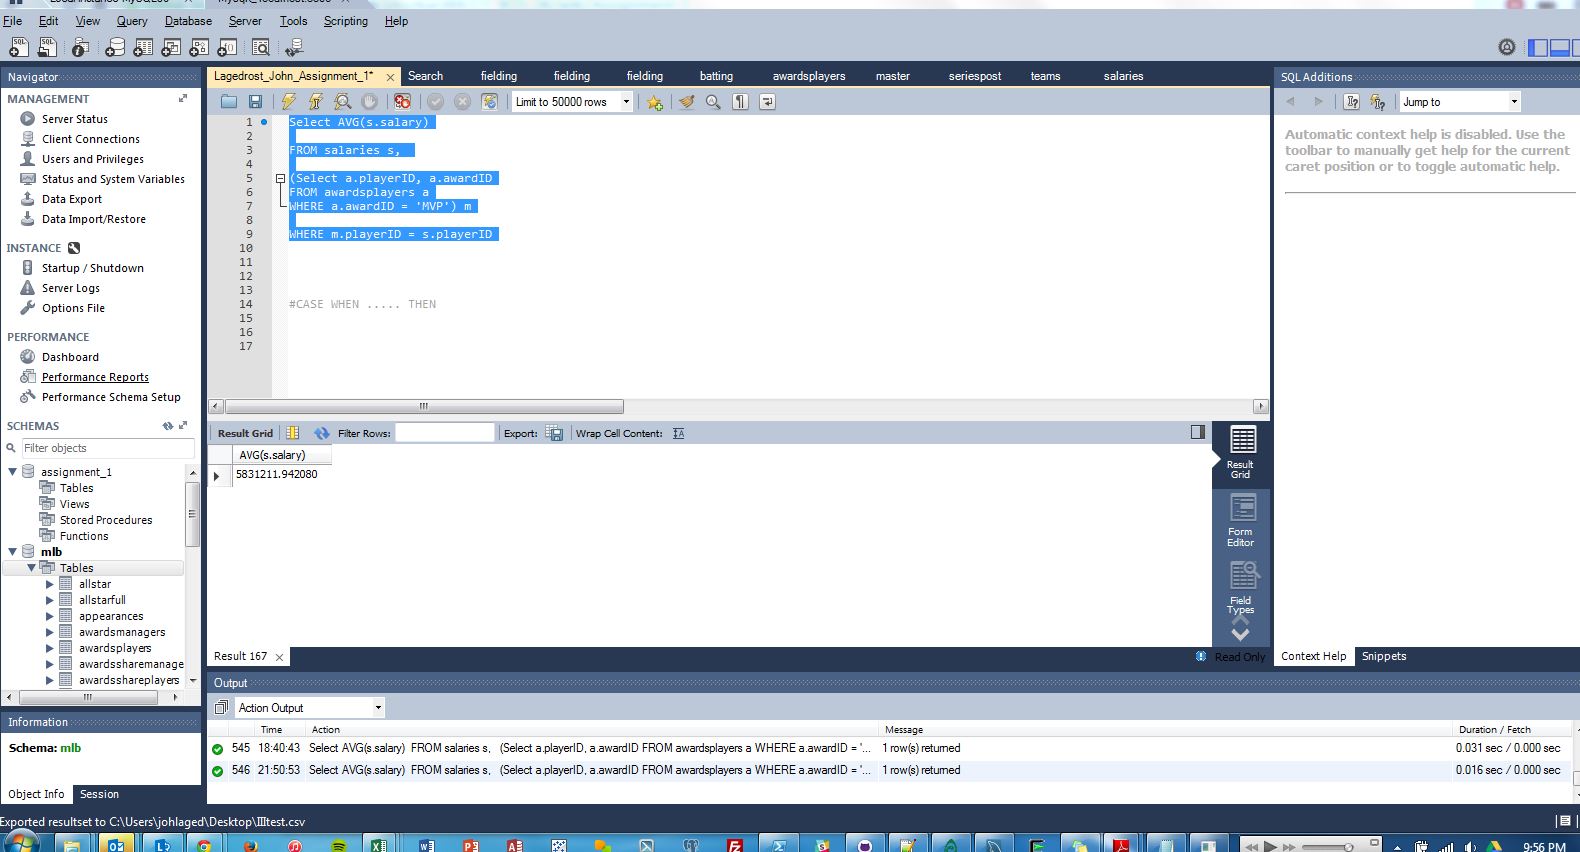 File Edit View Query Database Server Tools Scripting Help
Navigator
MANAGEMENT
Server Status
Client Connections
Users and Privileges
Status and System Variables
Data Export
Data Import/Restore
INSTANCE
Startup / Shutdown
Server Logs
Options File
PERFORMANCE
Dashboard
Performance Reports
Performance Schema Setup
SCHEMAS
Filter objects
assignment_1
Tables
Views
Stored Procedures
Functions
mlb
Tables
allstar
allstarfull
appearances
awardsmanagers
awardsplayers
awardssharemanage
awardsshareplayers
Information
Schema: mlb
Object Info Session
Lagedrost_John_Assignment_1* Search fielding fielding fielding batting awardsplayers master seriespost teams salaries
Limit to 50000 rows
1 Select AVG(s.salary)
2
3 FROM salaries s,
4
5 (Select a.playerID, a.awardID
6 FROM awardsplayers a
7 WHERE a.awardID = 'MVP') m
8
9 WHERE m.playerID = s.playerID
10
11
12
13
14 #CASE WHEN ..... THEN
15
16
17
Result Grid Filter Rows: Export: Wrap Cell Content:
AVG(s.salary)
5831211.942080
Result Grid
Form Editor
Field Types
Result 167
Read Only
SQL Additions
Jump to
Automatic context help is disabled. Use the
toolbar to manually get help for the current
caret position or to toggle automatic help.
Context Help Snippets
Output
Action Output
Time Action Message Duration / Fetch
545 18:40:43 Select AVG(s.salary) FROM salaries s, (Select a.playerID, a.awardID FROM awardsplayers a WHERE a.awardID = '... 1 row(s) returned 0.031 sec / 0.000 sec
546 21:50:53 Select AVG(s.salary) FROM salaries s, (Select a.playerID, a.awardID FROM awardsplayers a WHERE a.awardID = '... 1 row(s) returned 0.016 sec / 0.000 sec
Exported resultset to C:\Users\johlaged\Desktop\IIItest.csv
9:56 PM